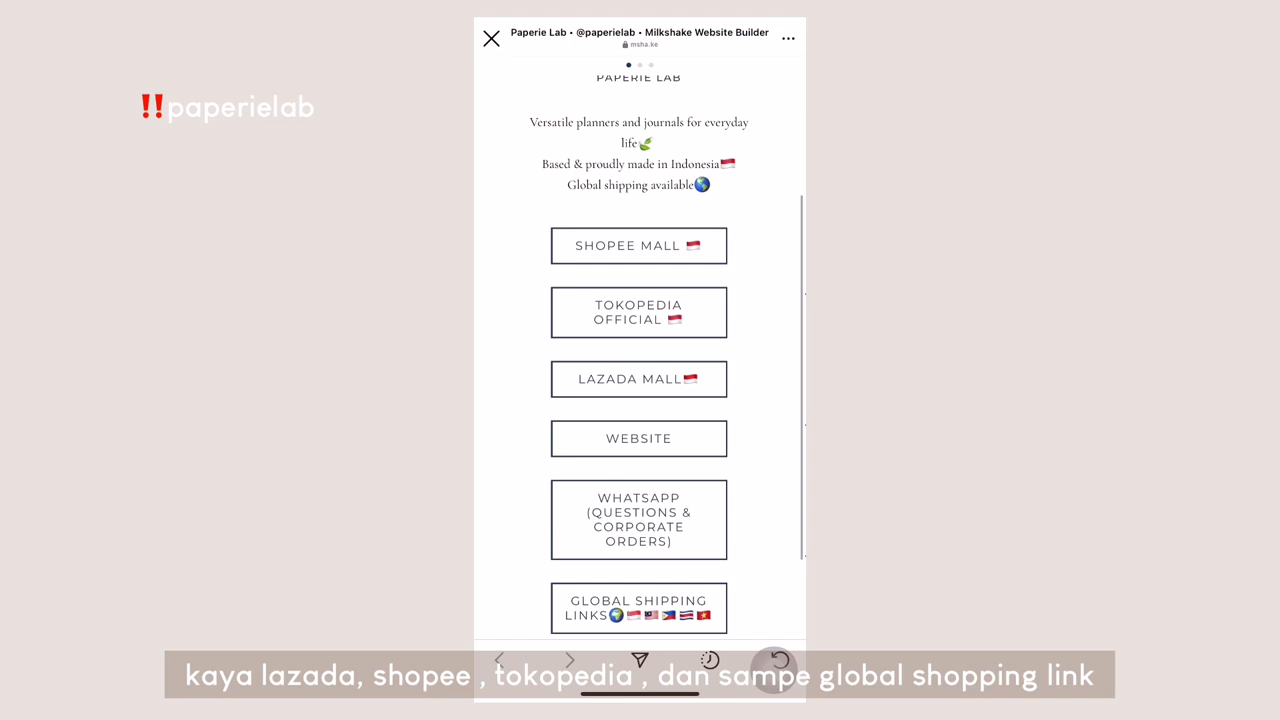 Paperie Lab • @paperielab • Milkshake Website Builder
msha.ke
PAPERIE LAB
‼️paperielab
Versatile planners and journals for everyday
life🌿
Based & proudly made in Indonesia🇮🇩
Global shipping available🌎
SHOPEE MALL 🇮🇩
TOKOPEDIA
OFFICIAL 🇮🇩
LAZADA MALL🇮🇩
WEBSITE
WHATSAPP
(QUESTIONS &
CORPORATE
ORDERS)
GLOBAL SHIPPING
LINKS🌍🇸🇬🇲🇾🇵🇭🇹🇭🇻🇳
kaya lazada, shopee , tokopedia , dan sampe global shopping link